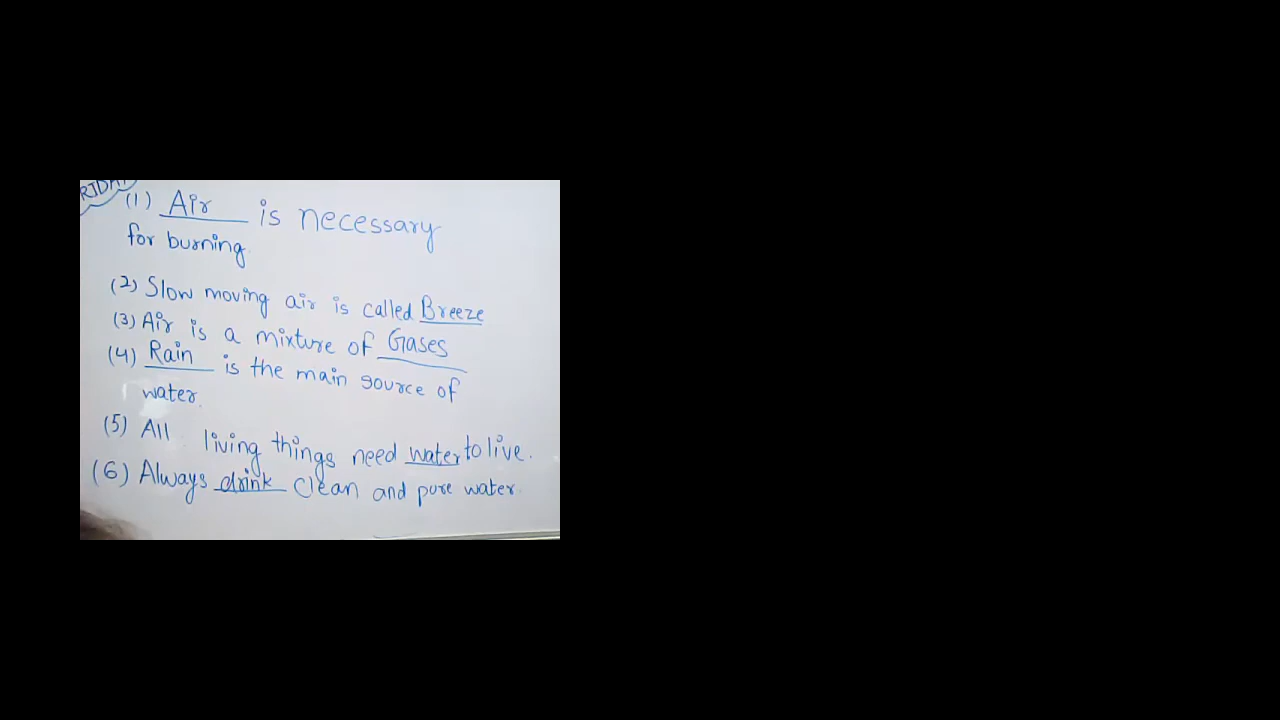 (1) Air is necessary
for burning
(2) Slow moving air is called Breeze
(3) Air is a mixture of Gases
(4) Rain is the main source of
water.
(5) All living things need water to live.
(6) Always drink clean and pure water.